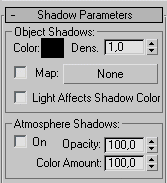 - Shadow Parameters
Object Shadows:
Color: Dens. 1,0
Map: None
Light Affects Shadow Color
Atmosphere Shadows:
On Opacity: 100,0
Color Amount: 100,0